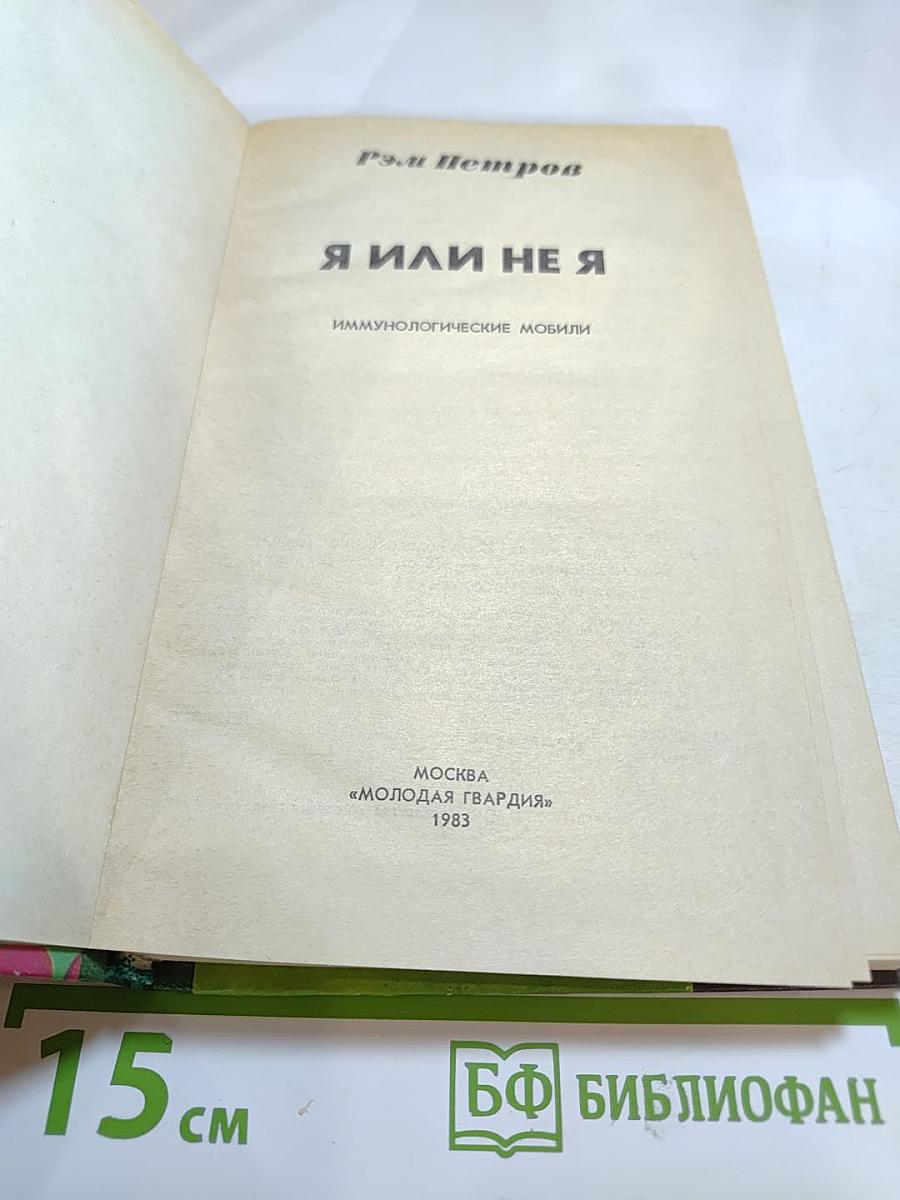 Рэм Петров
Я ИЛИ НЕ Я
ИММУНОЛОГИЧЕСКИЕ МОБИЛИ
МОСКВА
«МОЛОДАЯ ГВАРДИЯ»
1983
15 см
БФ БИБЛИОФАН